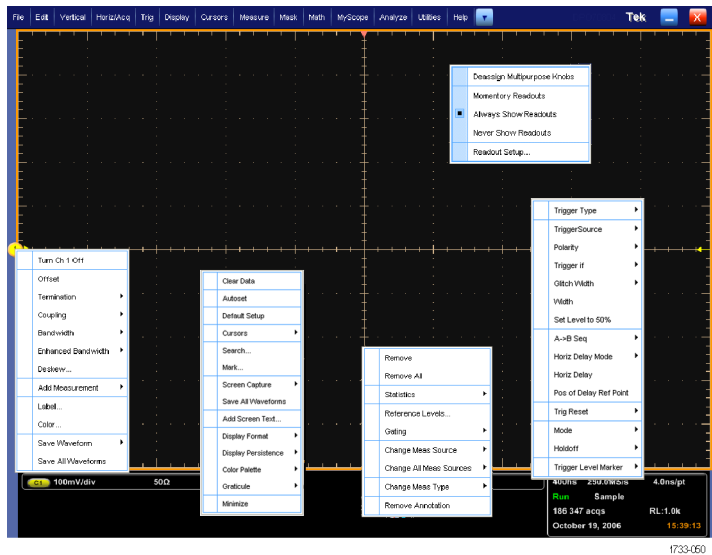 File Edit Vertical Horiz/Acq Trig Display Cursors Measure Mask Math MyScope Analyze Utilities Help Tek X
Deassign Multipurpose Knobs
Momentory Readouts
Always Show Readouts
Never Show Readouts
Readout Setup...
Trigger Type
TriggerSource
Polarity
Trigger if
Glitch Width
Width
Set Level to 50%
A->B Seq
Horiz Delay Mode
Horiz Delay
Pos of Delay Ref Point
Trig Reset
Mode
Holdoff
Trigger Level Marker
Turn Ch 1 Off
Offset
Termination
Coupling
Bandwidth
Enhanced Bandwidth
Deskew...
Add Measurement
Label...
Color...
Save Waveform
Save All Waveforms
Clear Data
Autoset
Default Setup
Cursors
Search...
Mark...
Screen Capture
Save All Waveforms
Add Screen Text...
Display Format
Display Persistence
Color Palette
Graticule
Minimize
Remove
Remove All
Statistics
Reference Levels...
Gating
Change Meas Source
Change All Meas Sources
Change Meas Type
Remove Annotation
C1 100mV/div 50Ω
400ns 250.0MS/s 4.0ns/pt
Run Sample
186 347 acqs RL:1.0k
October 19, 2006 15:39:13
1733-050